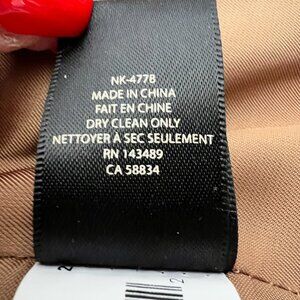 NK-4778
MADE IN CHINA
FAIT EN CHINE
DRY CLEAN ONLY
NETTOYER À SEC SEULEMENT
RN 143489
CA 58834